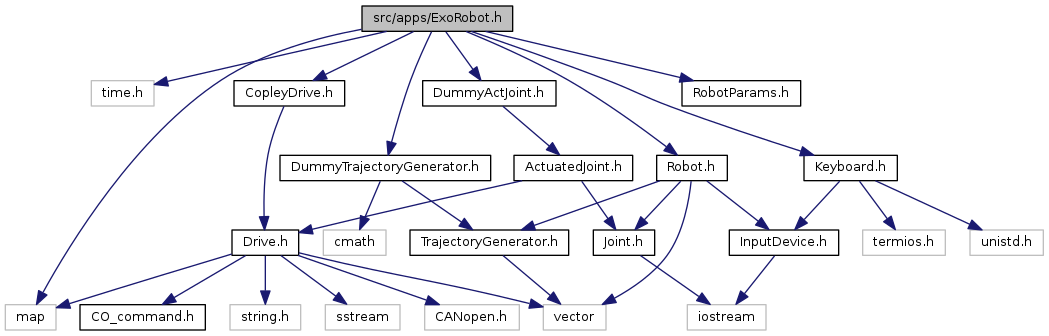 src/apps/ExoRobot.h
time.h
CopleyDrive.h
DummyActJoint.h
RobotParams.h
DummyTrajectoryGenerator.h
ActuatedJoint.h
Robot.h
Keyboard.h
Drive.h
cmath
TrajectoryGenerator.h
Joint.h
InputDevice.h
termios.h
unistd.h
map
CO_command.h
string.h
sstream
CANopen.h
vector
iostream